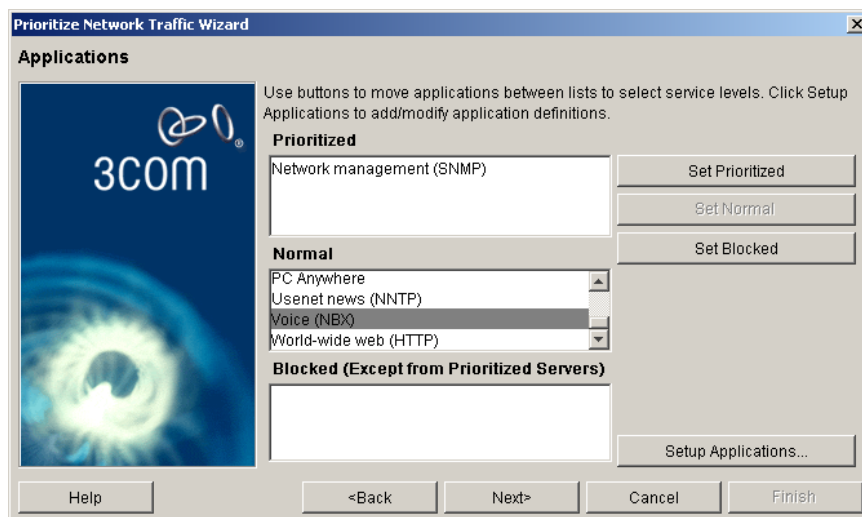 Prioritize Network Traffic Wizard
Applications
Use buttons to move applications between lists to select service levels. Click Setup
Applications to add/modify application definitions.
3COM
Prioritized
Network management (SNMP)
Set Prioritized
Set Normal
Set Blocked
Normal
PC Anywhere
Usenet news (NNTP)
Voice (NBX)
World-wide web (HTTP)
Blocked (Except from Prioritized Servers)
Setup Applications...
Help
<Back
Next>
Cancel
Finish